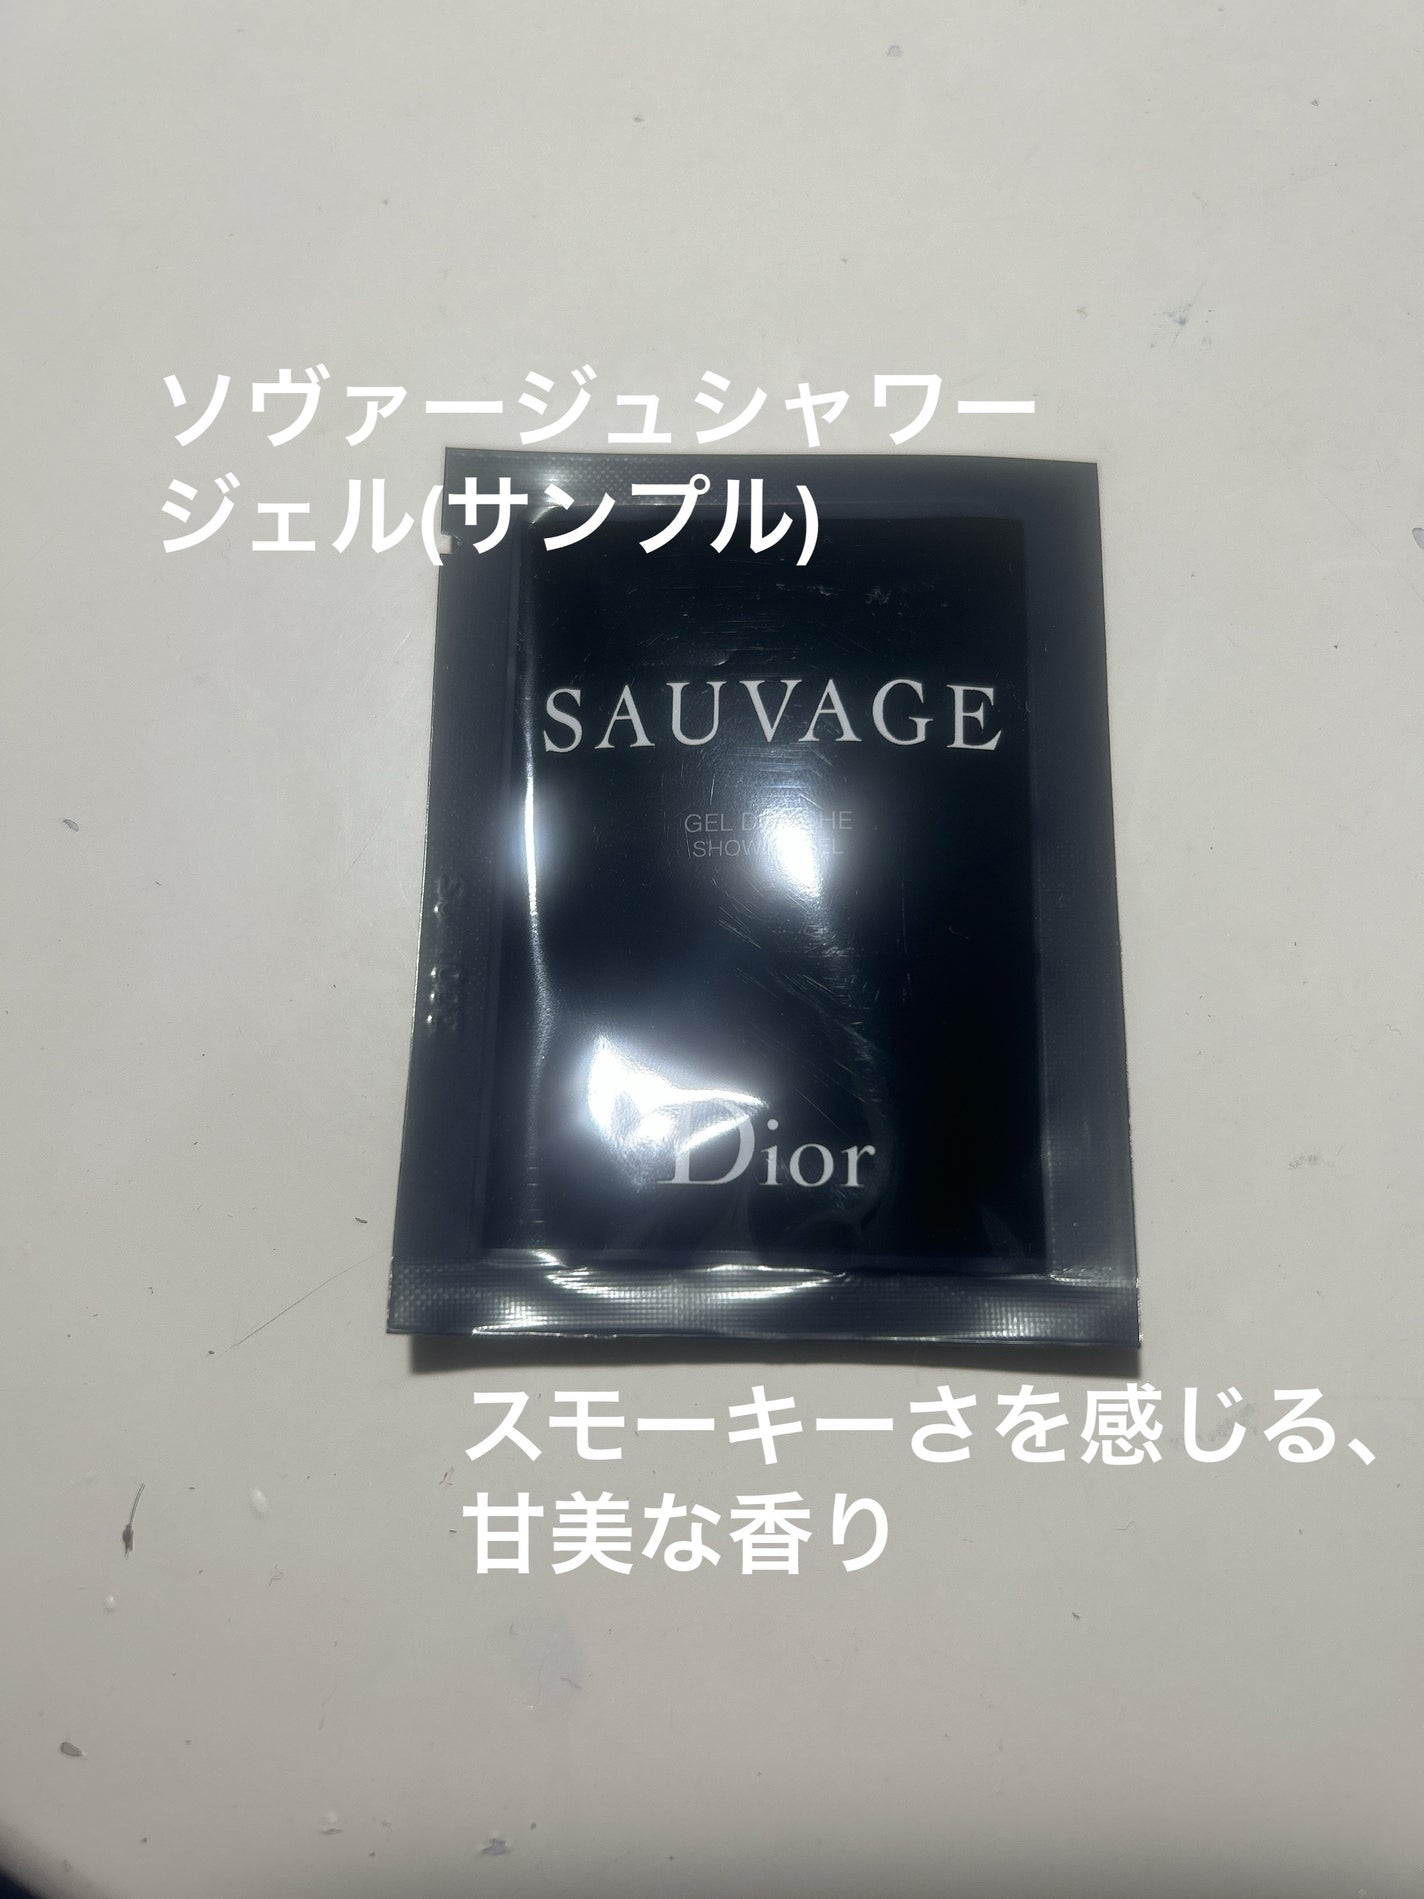 ソヴァージュシャワー
ジェル(サンプル)
SAUVAGE
GEL
Dior
スモーキーさを感じる、
甘美な香り